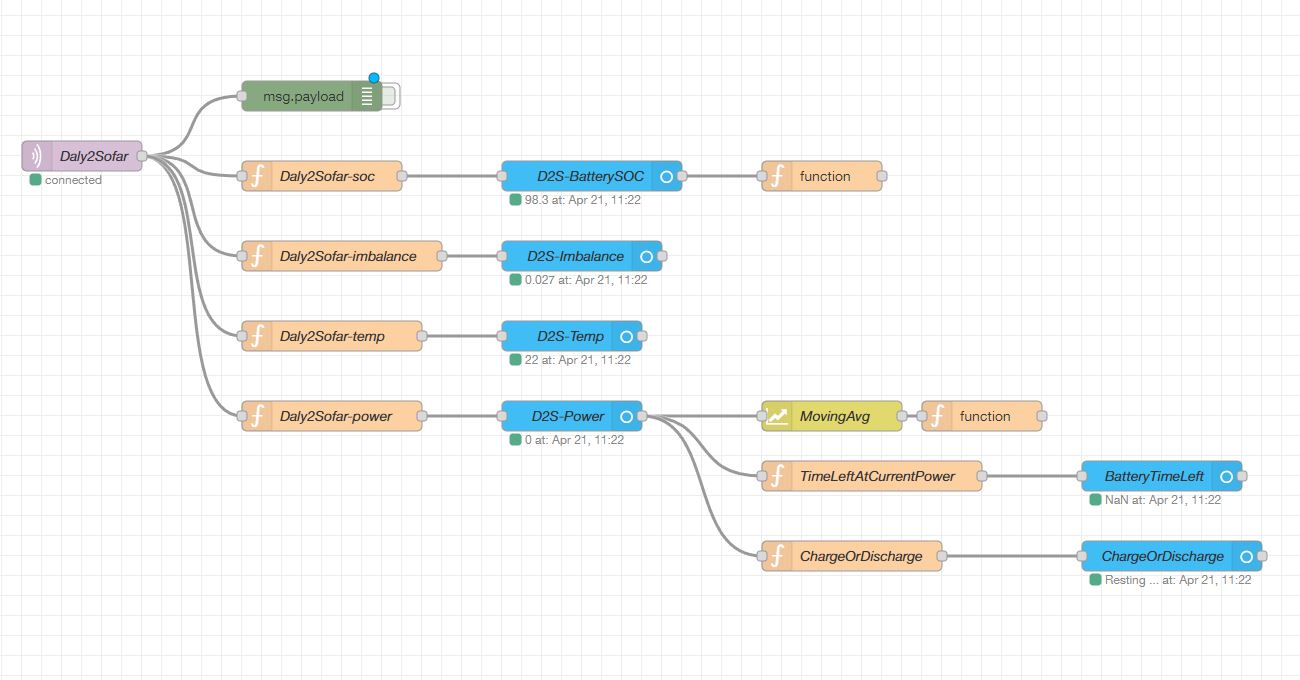 msg.payload
Daly2Sofar
connected
Daly2Sofar-soc
D2S-BatterySOC
function
98.3 at: Apr 21, 11:22
Daly2Sofar-imbalance
D2S-Imbalance
0.027 at: Apr 21, 11:22
Daly2Sofar-temp
D2S-Temp
22 at: Apr 21, 11:22
Daly2Sofar-power
D2S-Power
MovingAvg
function
0 at: Apr 21, 11:22
TimeLeftAtCurrentPower
BatteryTimeLeft
NaN at: Apr 21, 11:22
ChargeOrDischarge
ChargeOrDischarge
Resting ... at: Apr 21, 11:22